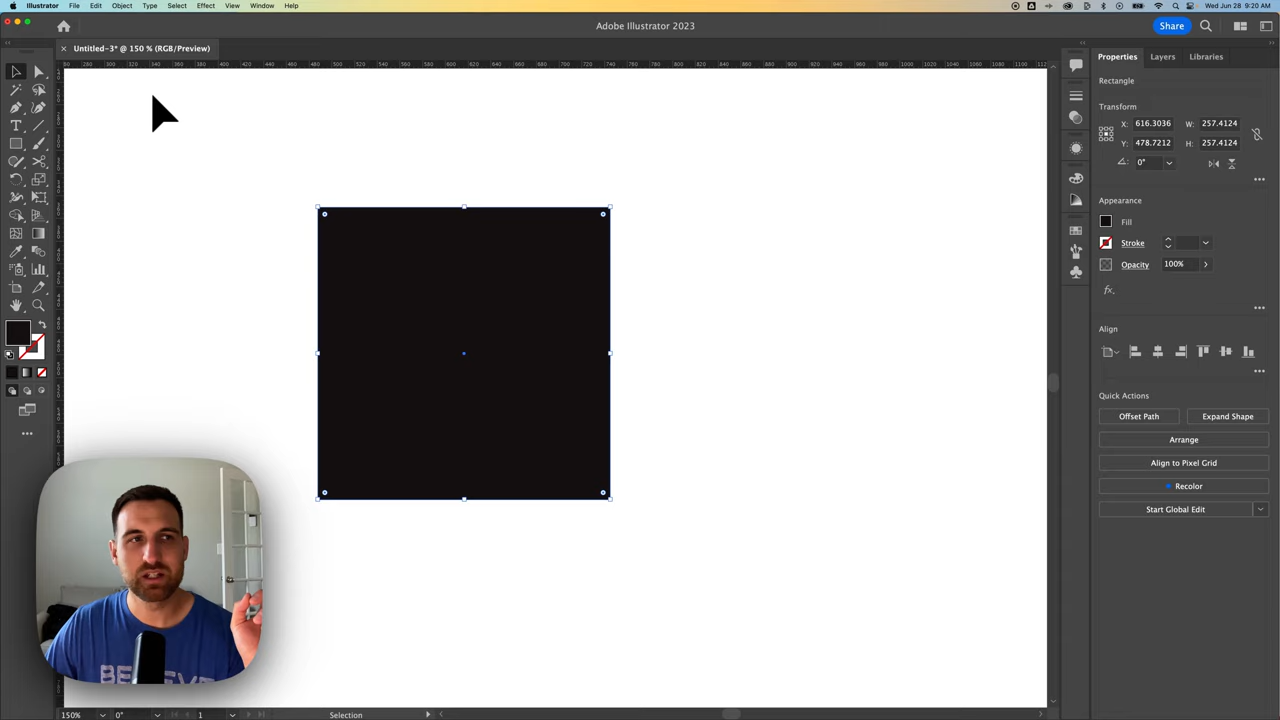 Illustrator File Edit Object Type Select Effect View Window Help
Wed Jun 28 9:20 AM
Adobe Illustrator 2023
Share
Untitled-3* @ 150 % (RGB/Preview)
Properties Layers Libraries
Rectangle
Transform
X: 616.3036 W: 257.4124
Y: 478.7212 H: 257.4124
0°
Appearance
Fill
Stroke
Opacity 100%
fx.
Align
Quick Actions
Offset Path Expand Shape
Arrange
Align to Pixel Grid
Recolor
Start Global Edit
BELIEVE
150% 0° 1 Selection